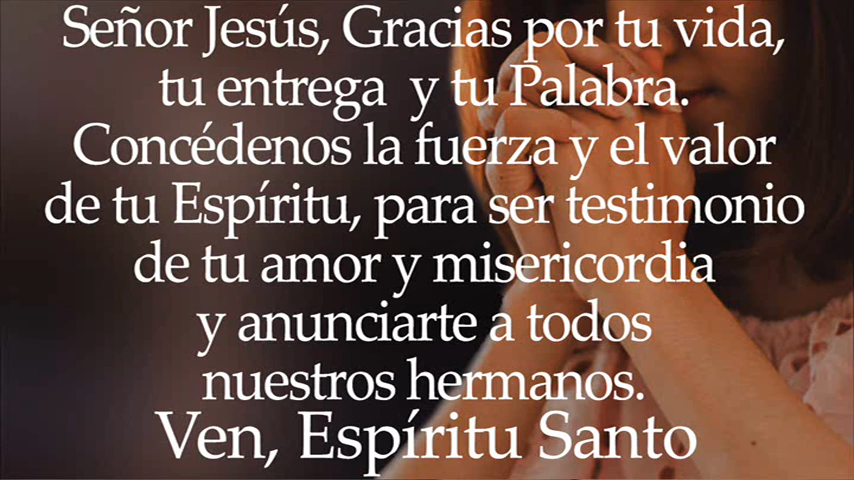 Señor Jesús, Gracias por tu vida,
tu entrega y tu Palabra.
Concédenos la fuerza y el valor
de tu Espíritu, para ser testimonio
de tu amor y misericordia
y anunciarte a todos
nuestros hermanos.
Ven, Espíritu Santo